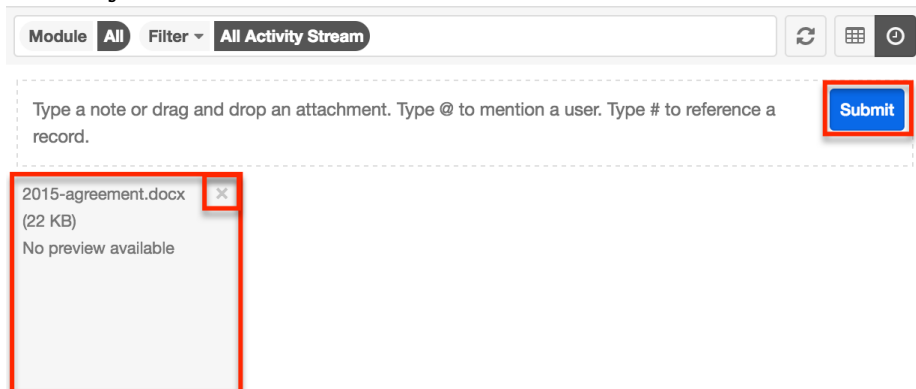 Module All Filter All Activity Stream
Type a note or drag and drop an attachment. Type @ to mention a user. Type # to reference a
record.
Submit
2015-agreement.docx
(22 KB)
No preview available